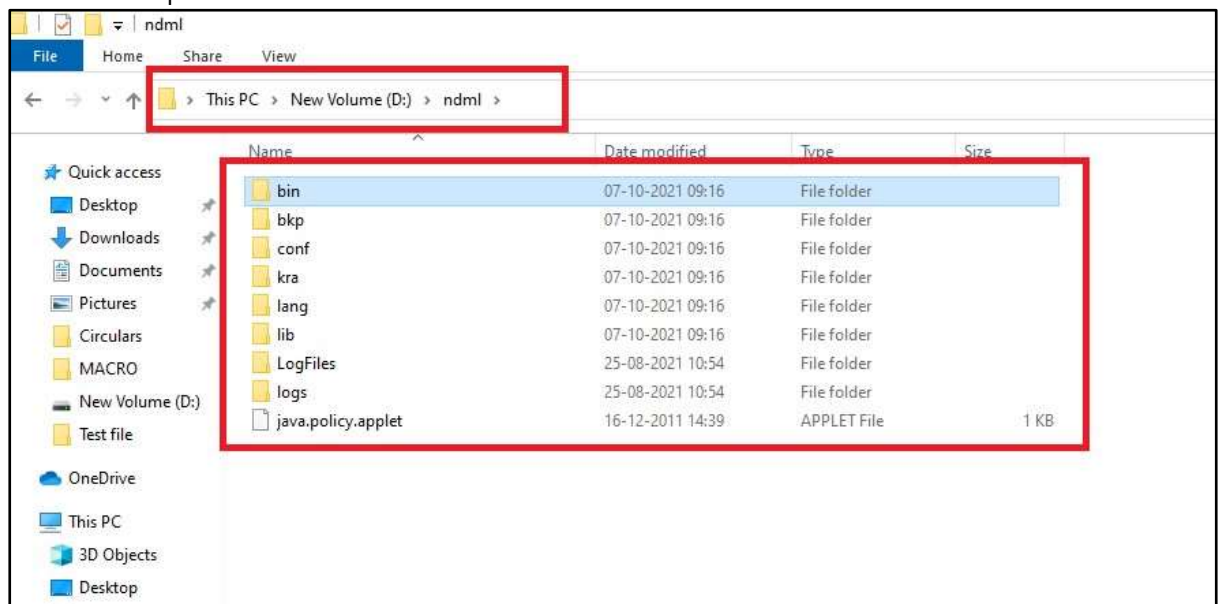 ndml
File Home Share View
This PC > New Volume (D:) > ndml >
Name Date modified Type Size
Quick access
Desktop
Downloads
Documents
Pictures
Circulars
MACRO
New Volume (D:)
Test file
OneDrive
This PC
3D Objects
Desktop
bin 07-10-2021 09:16 File folder
bkp 07-10-2021 09:16 File folder
conf 07-10-2021 09:16 File folder
kra 07-10-2021 09:16 File folder
lang 07-10-2021 09:16 File folder
lib 07-10-2021 09:16 File folder
LogFiles 25-08-2021 10:54 File folder
logs 25-08-2021 10:54 File folder
java.policy.applet 16-12-2011 14:39 APPLET File 1 KB